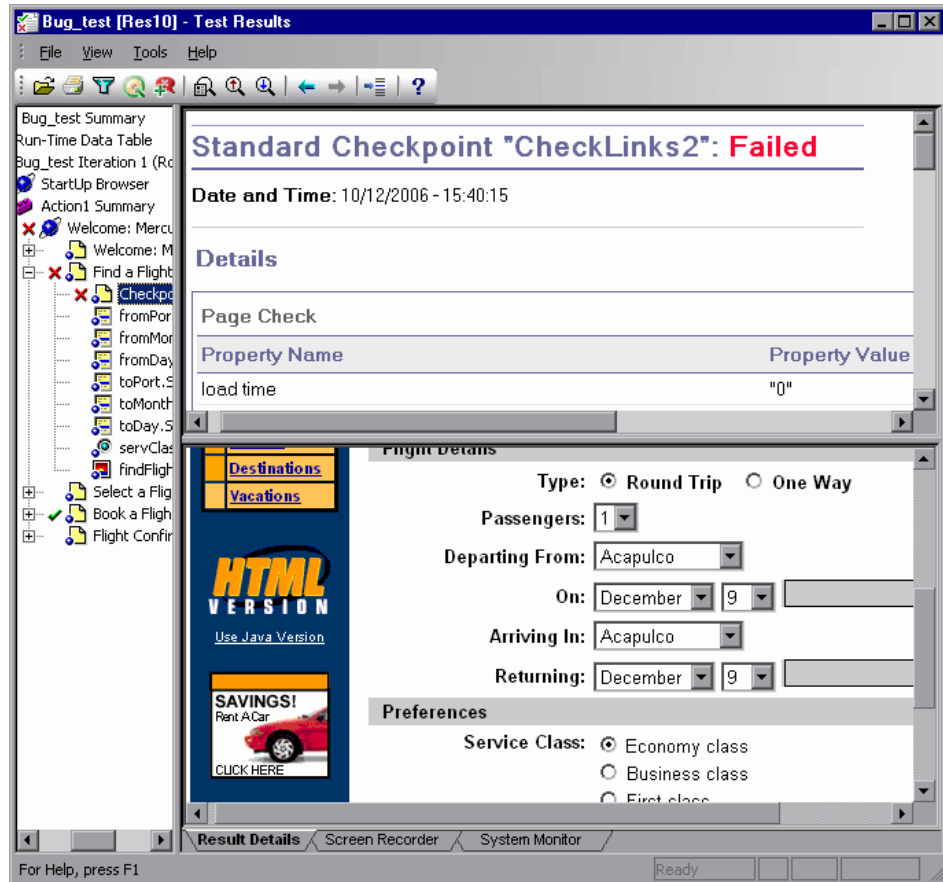 Bug_test [Res10] - Test Results
File View Tools Help
Bug_test Summary
Run-Time Data Table
Bug_test Iteration 1 (Ro
StartUp Browser
Action1 Summary
Welcome: Mercu
Welcome: M
Find a Flight
Checkpo
fromPor
fromMor
fromDay
toPort.S
toMonth
toDay.S
servClas
findFligh
Select a Flig
Book a Fligh
Flight Confir
Standard Checkpoint "CheckLinks2": Failed
Date and Time: 10/12/2006 - 15:40:15
Details
Page Check
Property Name Property Value
load time "0"
Destinations
Vacations
HTML
VERSION
Use Java Version
SAVINGS!
Rent A Car
CLICK HERE
Flight Details
Type: Round Trip One Way
Passengers: 1
Departing From: Acapulco
On: December 9
Arriving In: Acapulco
Returning: December 9
Preferences
Service Class: Economy class
Business class
First class
Result Details Screen Recorder System Monitor
For Help, press F1 Ready